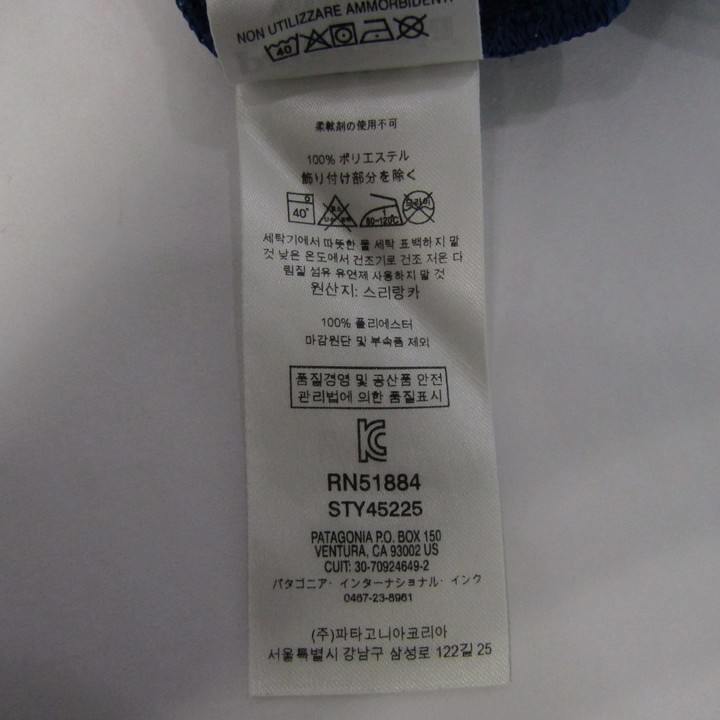 NON UTILIZZARE AMMORBIDENTI
40
柔軟剤の使用不可
100% ポリエステル
飾り付け部分を除く
40°
80-120C
드라이
세탁기에서 따뜻한 물 세탁 표백하지 말
것 낮은 온도에서 건조기로 건조 저온 다
림질 섬유 유연제 사용하지 말 것
원산지: 스리랑카
100% 폴리에스터
마감원단 및 부속품 제외
품질경영 및 공산품 안전
관리법에 의한 품질표시
RN51884
STY45225
PATAGONIA P.O. BOX 150
VENTURA, CA 93002 US
CUIT: 30-70924649-2
パタゴニア・インターナショナル・インク
0467-23-8961
(주)파타고니아코리아
서울특별시 강남구 삼성로 122길 25